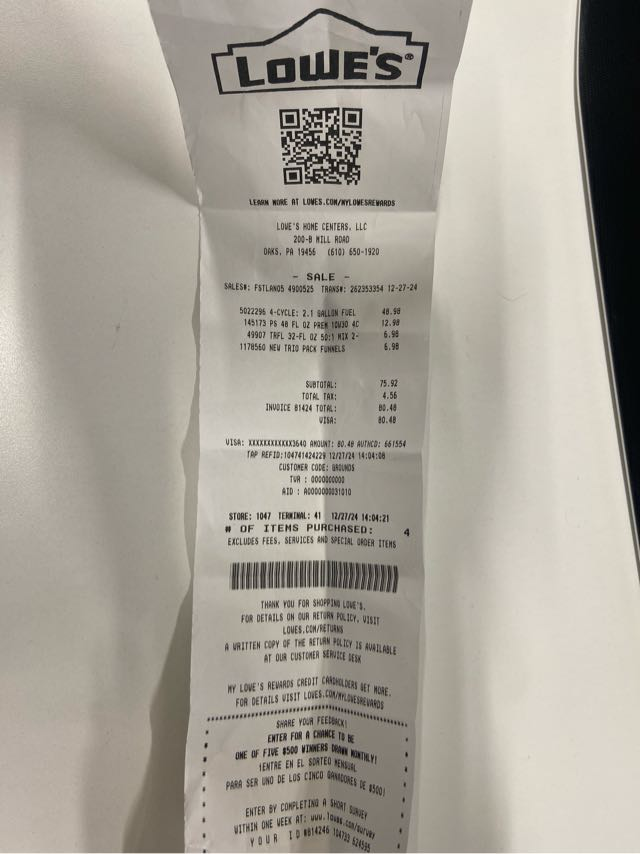 LOWE'S®
LEARN MORE AT LOWES.COM/MYLOWESREWARDS
LOWE'S HOME CENTERS, LLC
200-B MILL ROAD
OAKS, PA 19456 (610) 650-1920
- SALE -
SALES#: FSTLAN05 4900525 TRANS#: 262353354 12-27-24
5022296 4-CYCLE: 2.1 GALLON FUEL 48.98
145173 PS 48 FL OZ PREM 10W30 4C 12.98
49907 TRFL 32-FL OZ 50:1 MIX 2- 6.98
1178560 NEW TRIO PACK FUNNELS 6.98
SUBTOTAL: 75.92
TOTAL TAX: 4.56
INVOICE 81424 TOTAL: 80.48
VISA: 80.48
VISA: XXXXXXXXXXXX3640 AMOUNT: 80.48 AUTHCD: 661554
TAP REFID:104741424229 12/27/24 14:04:08
CUSTOMER CODE: GROUNDS
TVR : 0000000000
AID : A0000000031010
STORE: 1047 TERMINAL: 41 12/27/24 14:04:21
# OF ITEMS PURCHASED: 4
EXCLUDES FEES, SERVICES AND SPECIAL ORDER ITEMS
THANK YOU FOR SHOPPING LOWE'S.
FOR DETAILS ON OUR RETURN POLICY, VISIT
LOWES.COM/RETURNS
A WRITTEN COPY OF THE RETURN POLICY IS AVAILABLE
AT OUR CUSTOMER SERVICE DESK
MY LOWE'S REWARDS CREDIT CARDHOLDERS GET MORE.
FOR DETAILS VISIT LOWES.COM/MYLOWESREWARDS
SHARE YOUR FEEDBACK!
ENTER FOR A CHANCE TO BE
ONE OF FIVE $500 WINNERS DRAWN MONTHLY!
¡ENTRE EN EL SORTEO MENSUAL
PARA SER UNO DE LOS CINCO GANADORES DE $500!
ENTER BY COMPLETING A SHORT SURVEY
WITHIN ONE WEEK AT: www.lowes.com/survey
YOUR ID #814246 104733 624595